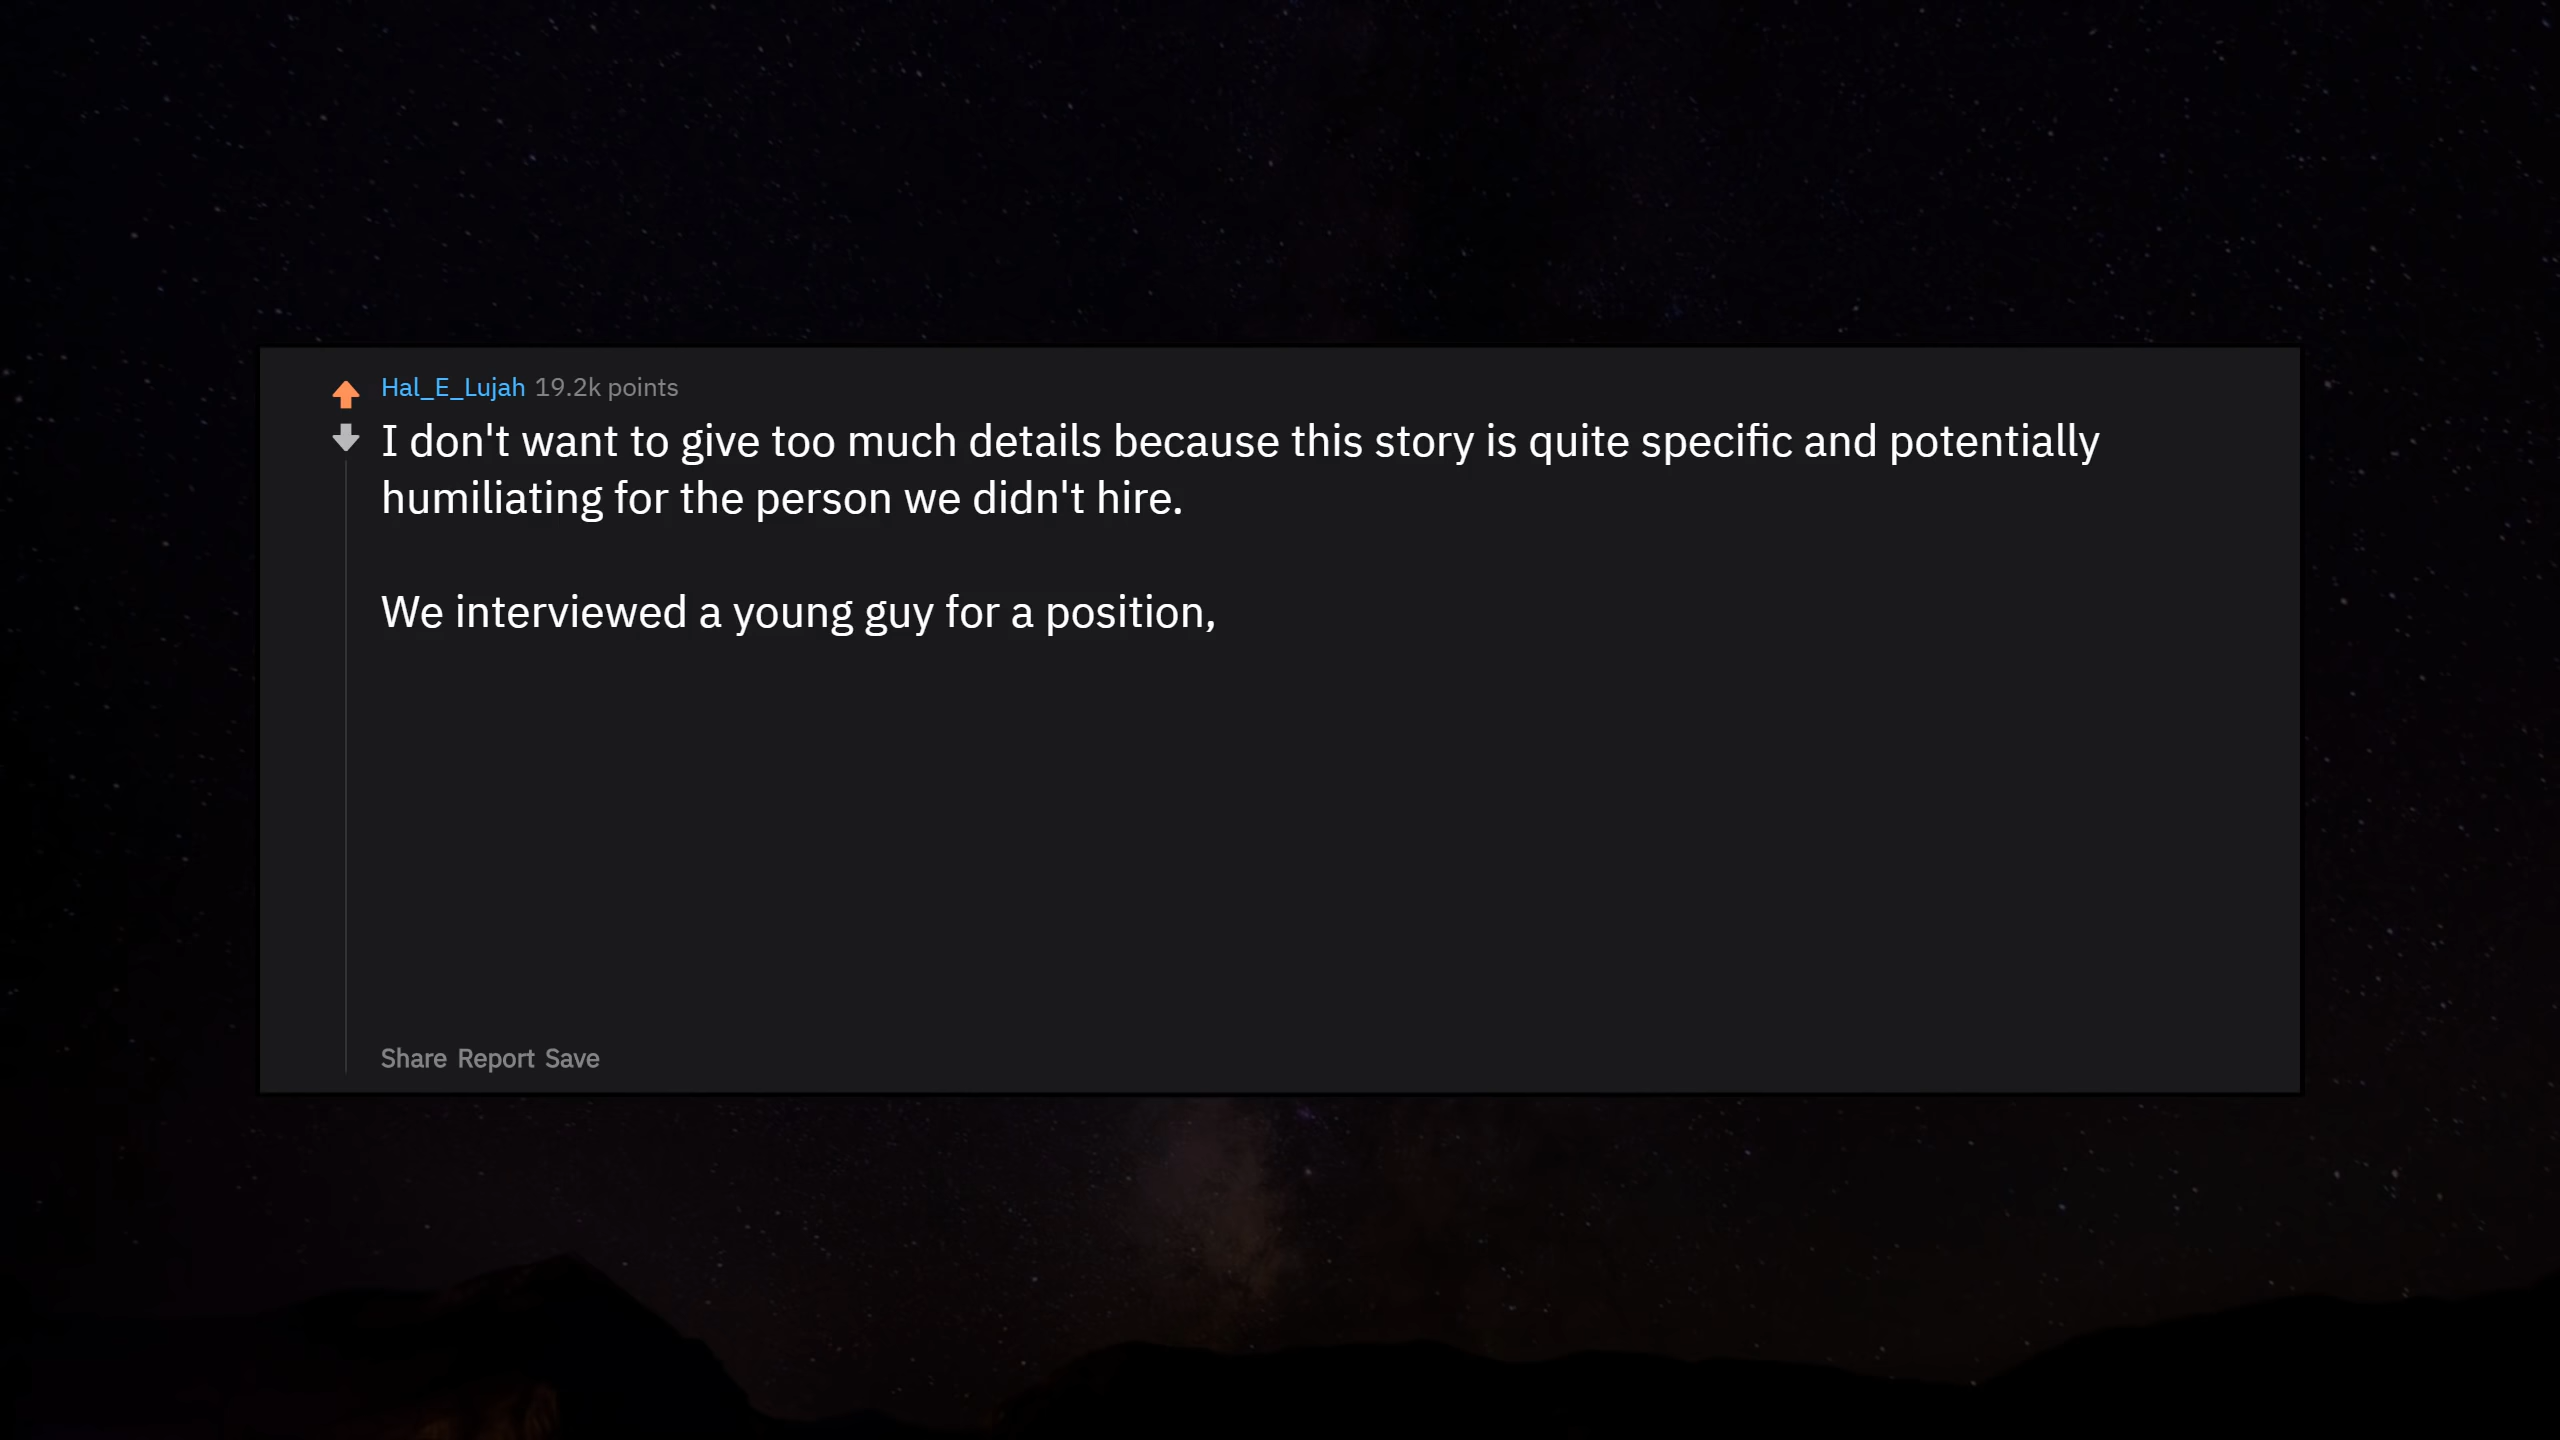 Hal_E_Lujah 19.2k points
I don't want to give too much details because this story is quite specific and potentially
humiliating for the person we didn't hire.
We interviewed a young guy for a position,
Share Report Save